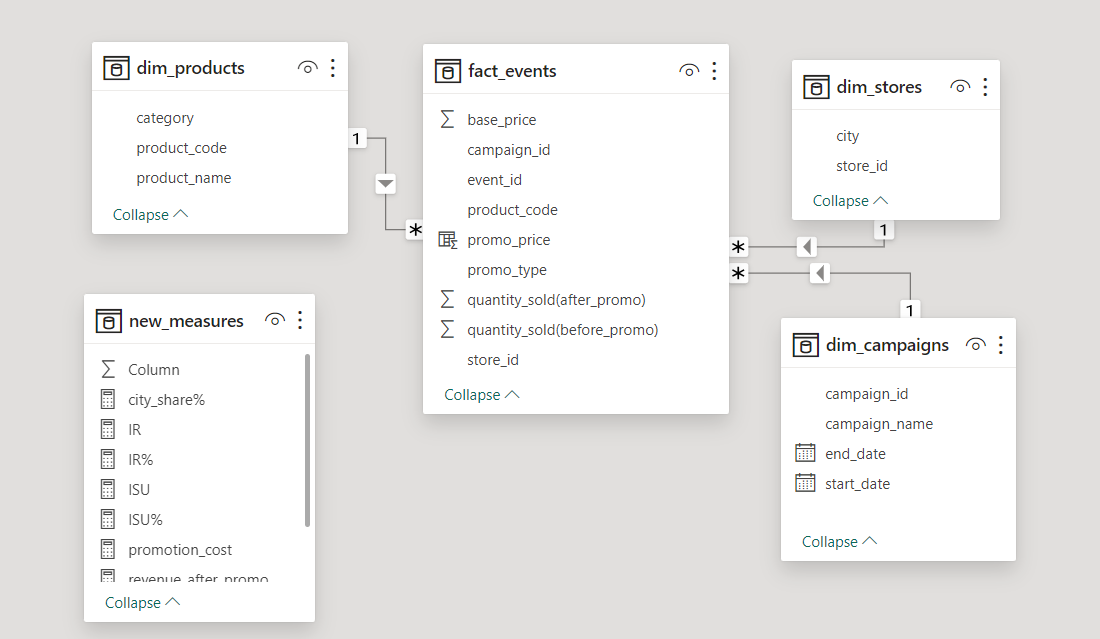 dim_products
category
product_code
product_name
Collapse
1
*
fact_events
base_price
campaign_id
event_id
product_code
promo_price
promo_type
quantity_sold(after_promo)
quantity_sold(before_promo)
store_id
Collapse
dim_stores
city
store_id
Collapse
1
*
*
1
new_measures
Column
city_share%
IR
IR%
ISU
ISU%
promotion_cost
revenue_after_promo
Collapse
dim_campaigns
campaign_id
campaign_name
end_date
start_date
Collapse